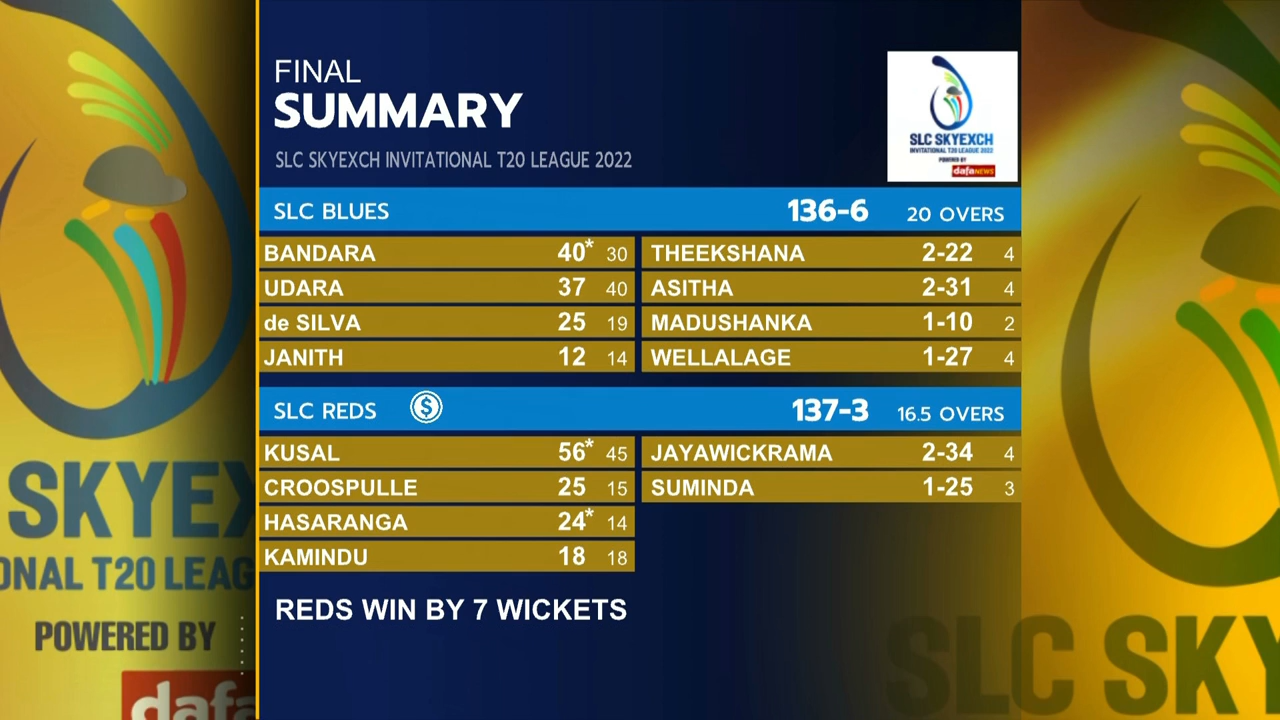 FINAL
SUMMARY
SLC SKYEXCH INVITATIONAL T20 LEAGUE 2022
SLC SKYEXCH
INVITATIONAL T20 LEAGUE 2022
POWERED BY
dafaNEWS
SLC BLUES 136-6 20 OVERS
BANDARA 40* 30 THEEKSHANA 2-22 4
UDARA 37 40 ASITHA 2-31 4
de SILVA 25 19 MADUSHANKA 1-10 2
JANITH 12 14 WELLALAGE 1-27 4
SLC REDS $ 137-3 16.5 OVERS
KUSAL 56* 45 JAYAWICKRAMA 2-34 4
CROOSPULLE 25 15 SUMINDA 1-25 3
HASARANGA 24* 14
KAMINDU 18 18
REDS WIN BY 7 WICKETS
SKYEX
ONAL T20 LEAG
POWERED BY
dafa
SLC SKY